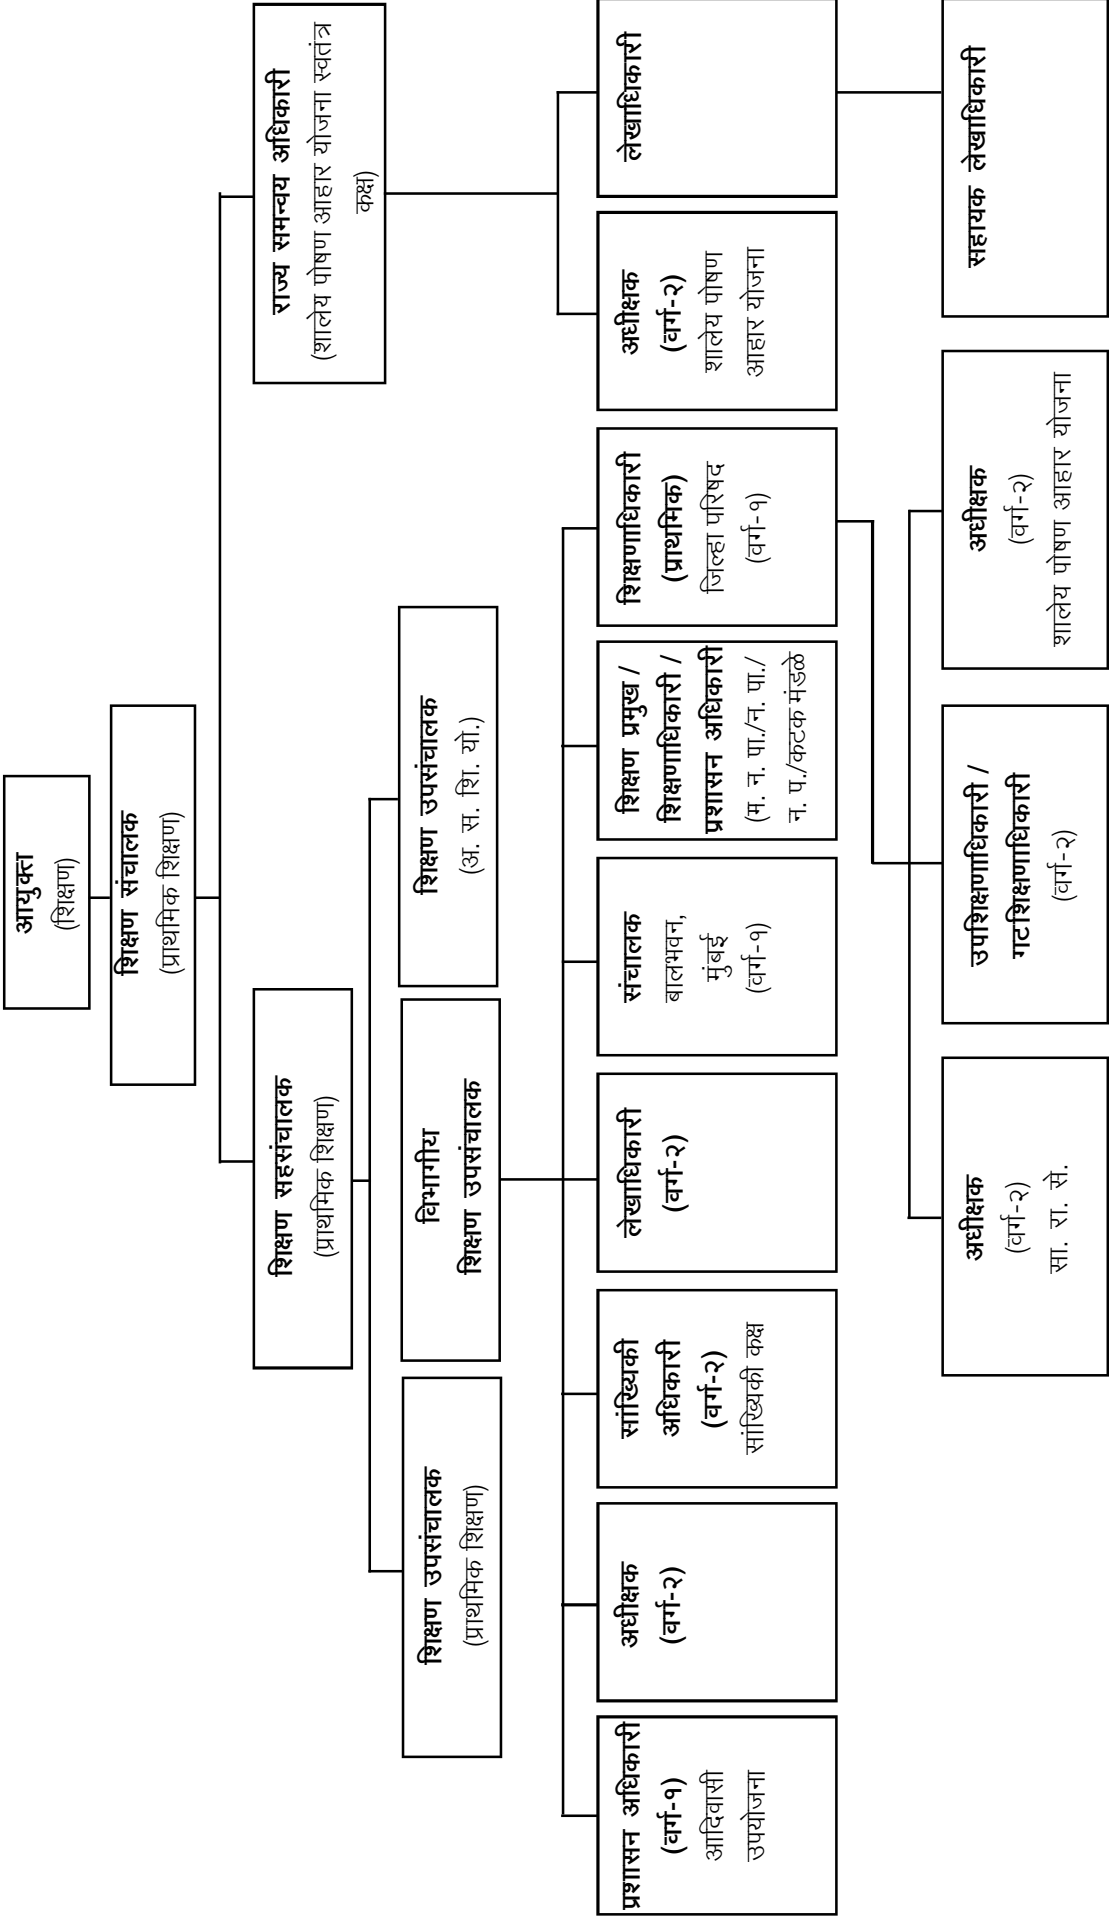 आयुक्त
(शिक्षण)
शिक्षण संचालक
(प्राथमिक शिक्षण)
शिक्षण सहसंचालक
(प्राथमिक शिक्षण)
राज्य समन्वय अधिकारी
(शालेय पोषण आहार योजना स्वतंत्र
कक्ष)
शिक्षण उपसंचालक
(प्राथमिक शिक्षण)
विभागीय
शिक्षण उपसंचालक
शिक्षण उपसंचालक
(अ. स. शि. यो.)
प्रशासन अधिकारी
(वर्ग-१)
आदिवासी
उपयोजना
अधीक्षक
(वर्ग-२)
सांख्यिकी
अधिकारी
(वर्ग-२)
सांख्यिकी कक्ष
लेखाधिकारी
(वर्ग-२)
संचालक
बालभवन,
मुंबई
(वर्ग-१)
शिक्षण प्रमुख /
शिक्षणाधिकारी /
प्रशासन अधिकारी
(म. न. पा./न. पा./
न. प./कटक मंडळे
शिक्षणाधिकारी
(प्राथमिक)
जिल्हा परिषद
(वर्ग-१)
अधीक्षक
(वर्ग-२)
शालेय पोषण
आहार योजना
लेखाधिकारी
अधीक्षक
(वर्ग-२)
सा. रा. से.
उपशिक्षणाधिकारी /
गटशिक्षणाधिकारी
(वर्ग-२)
अधीक्षक
(वर्ग-२)
शालेय पोषण आहार योजना
सहायक लेखाधिकारी